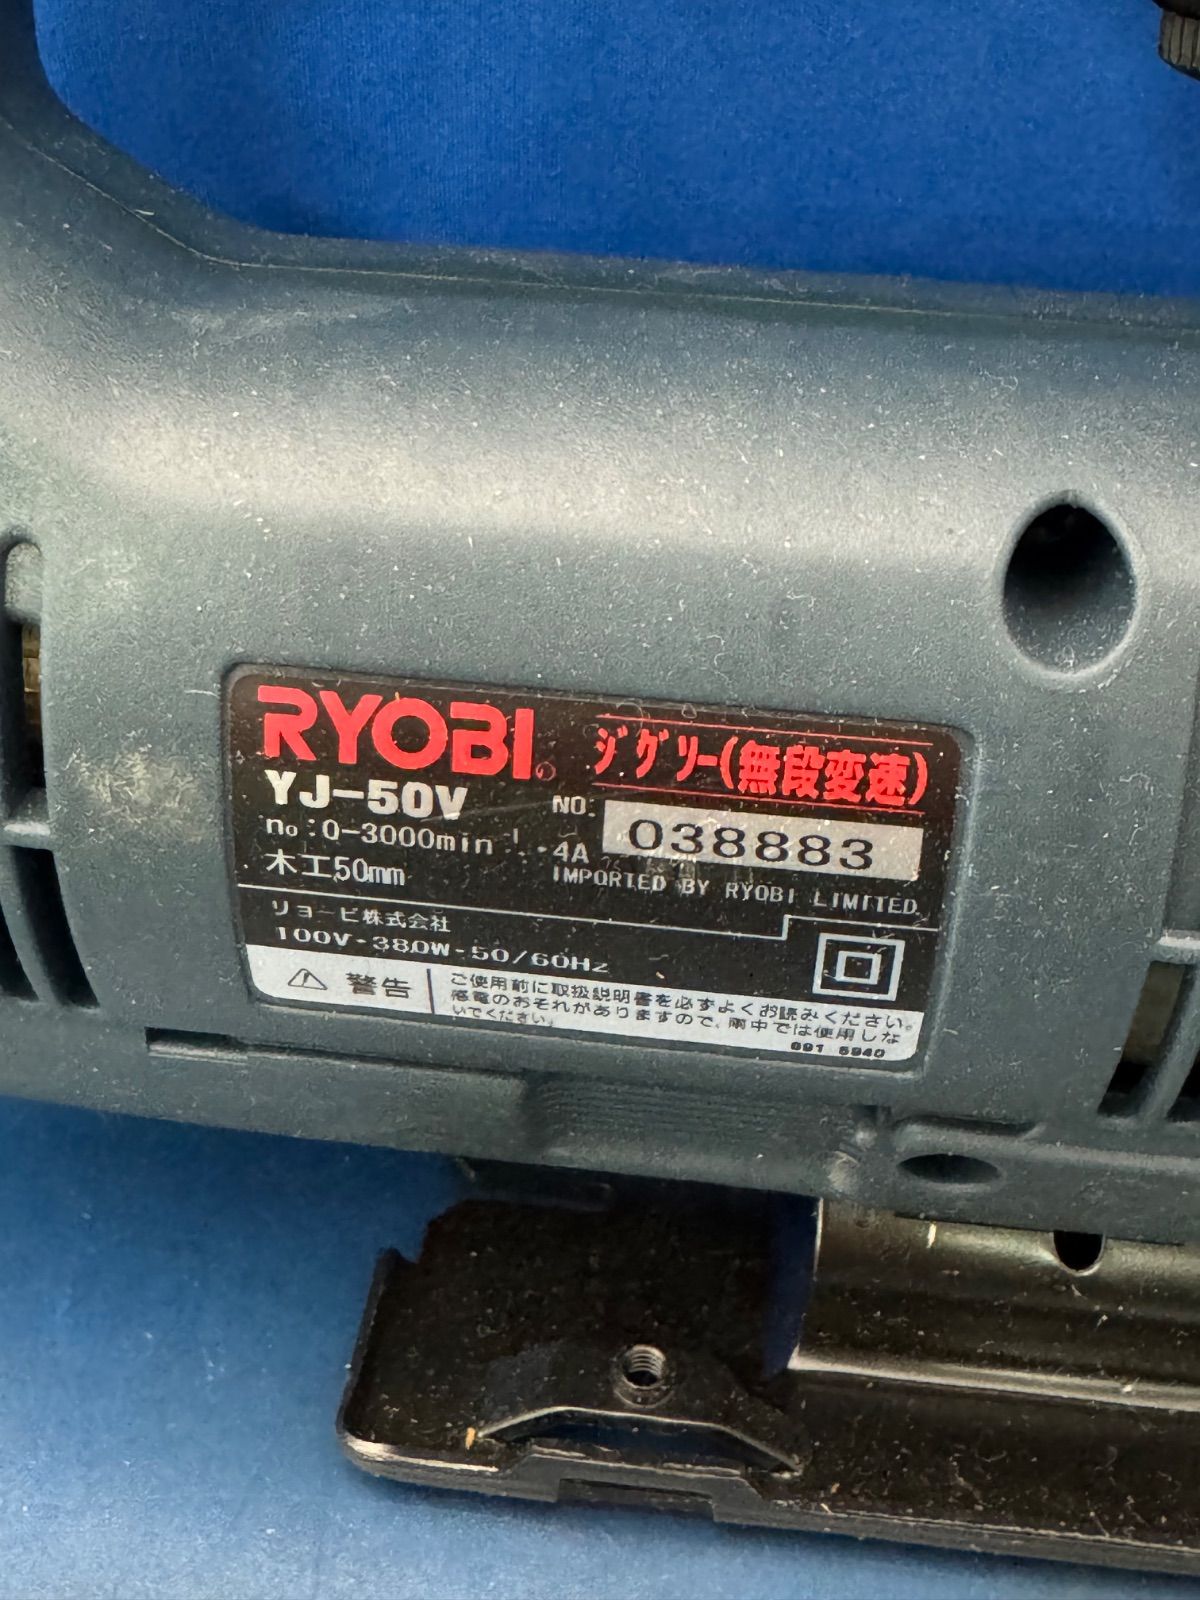 RYOBI
ジグソー(無段変速)
YJ-50V
NO. 038883
no:0-3000min⁻¹・4A
木工50mm
IMPORTED BY RYOBI LIMITED
リョービ株式会社
100V-380W-50/60Hz
警告
ご使用前に取扱説明書を必ずよくお読みください。
感電のおそれがありますので、雨中では使用しな
いでください。
691 5940